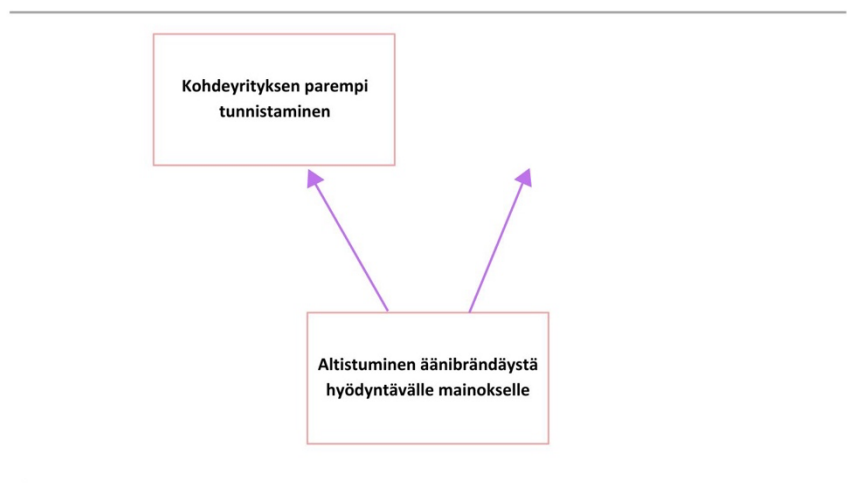 Kohdeyrityksen parempi
tunnistaminen
Altistuminen äänibrändäystä
hyödyntävälle mainokselle